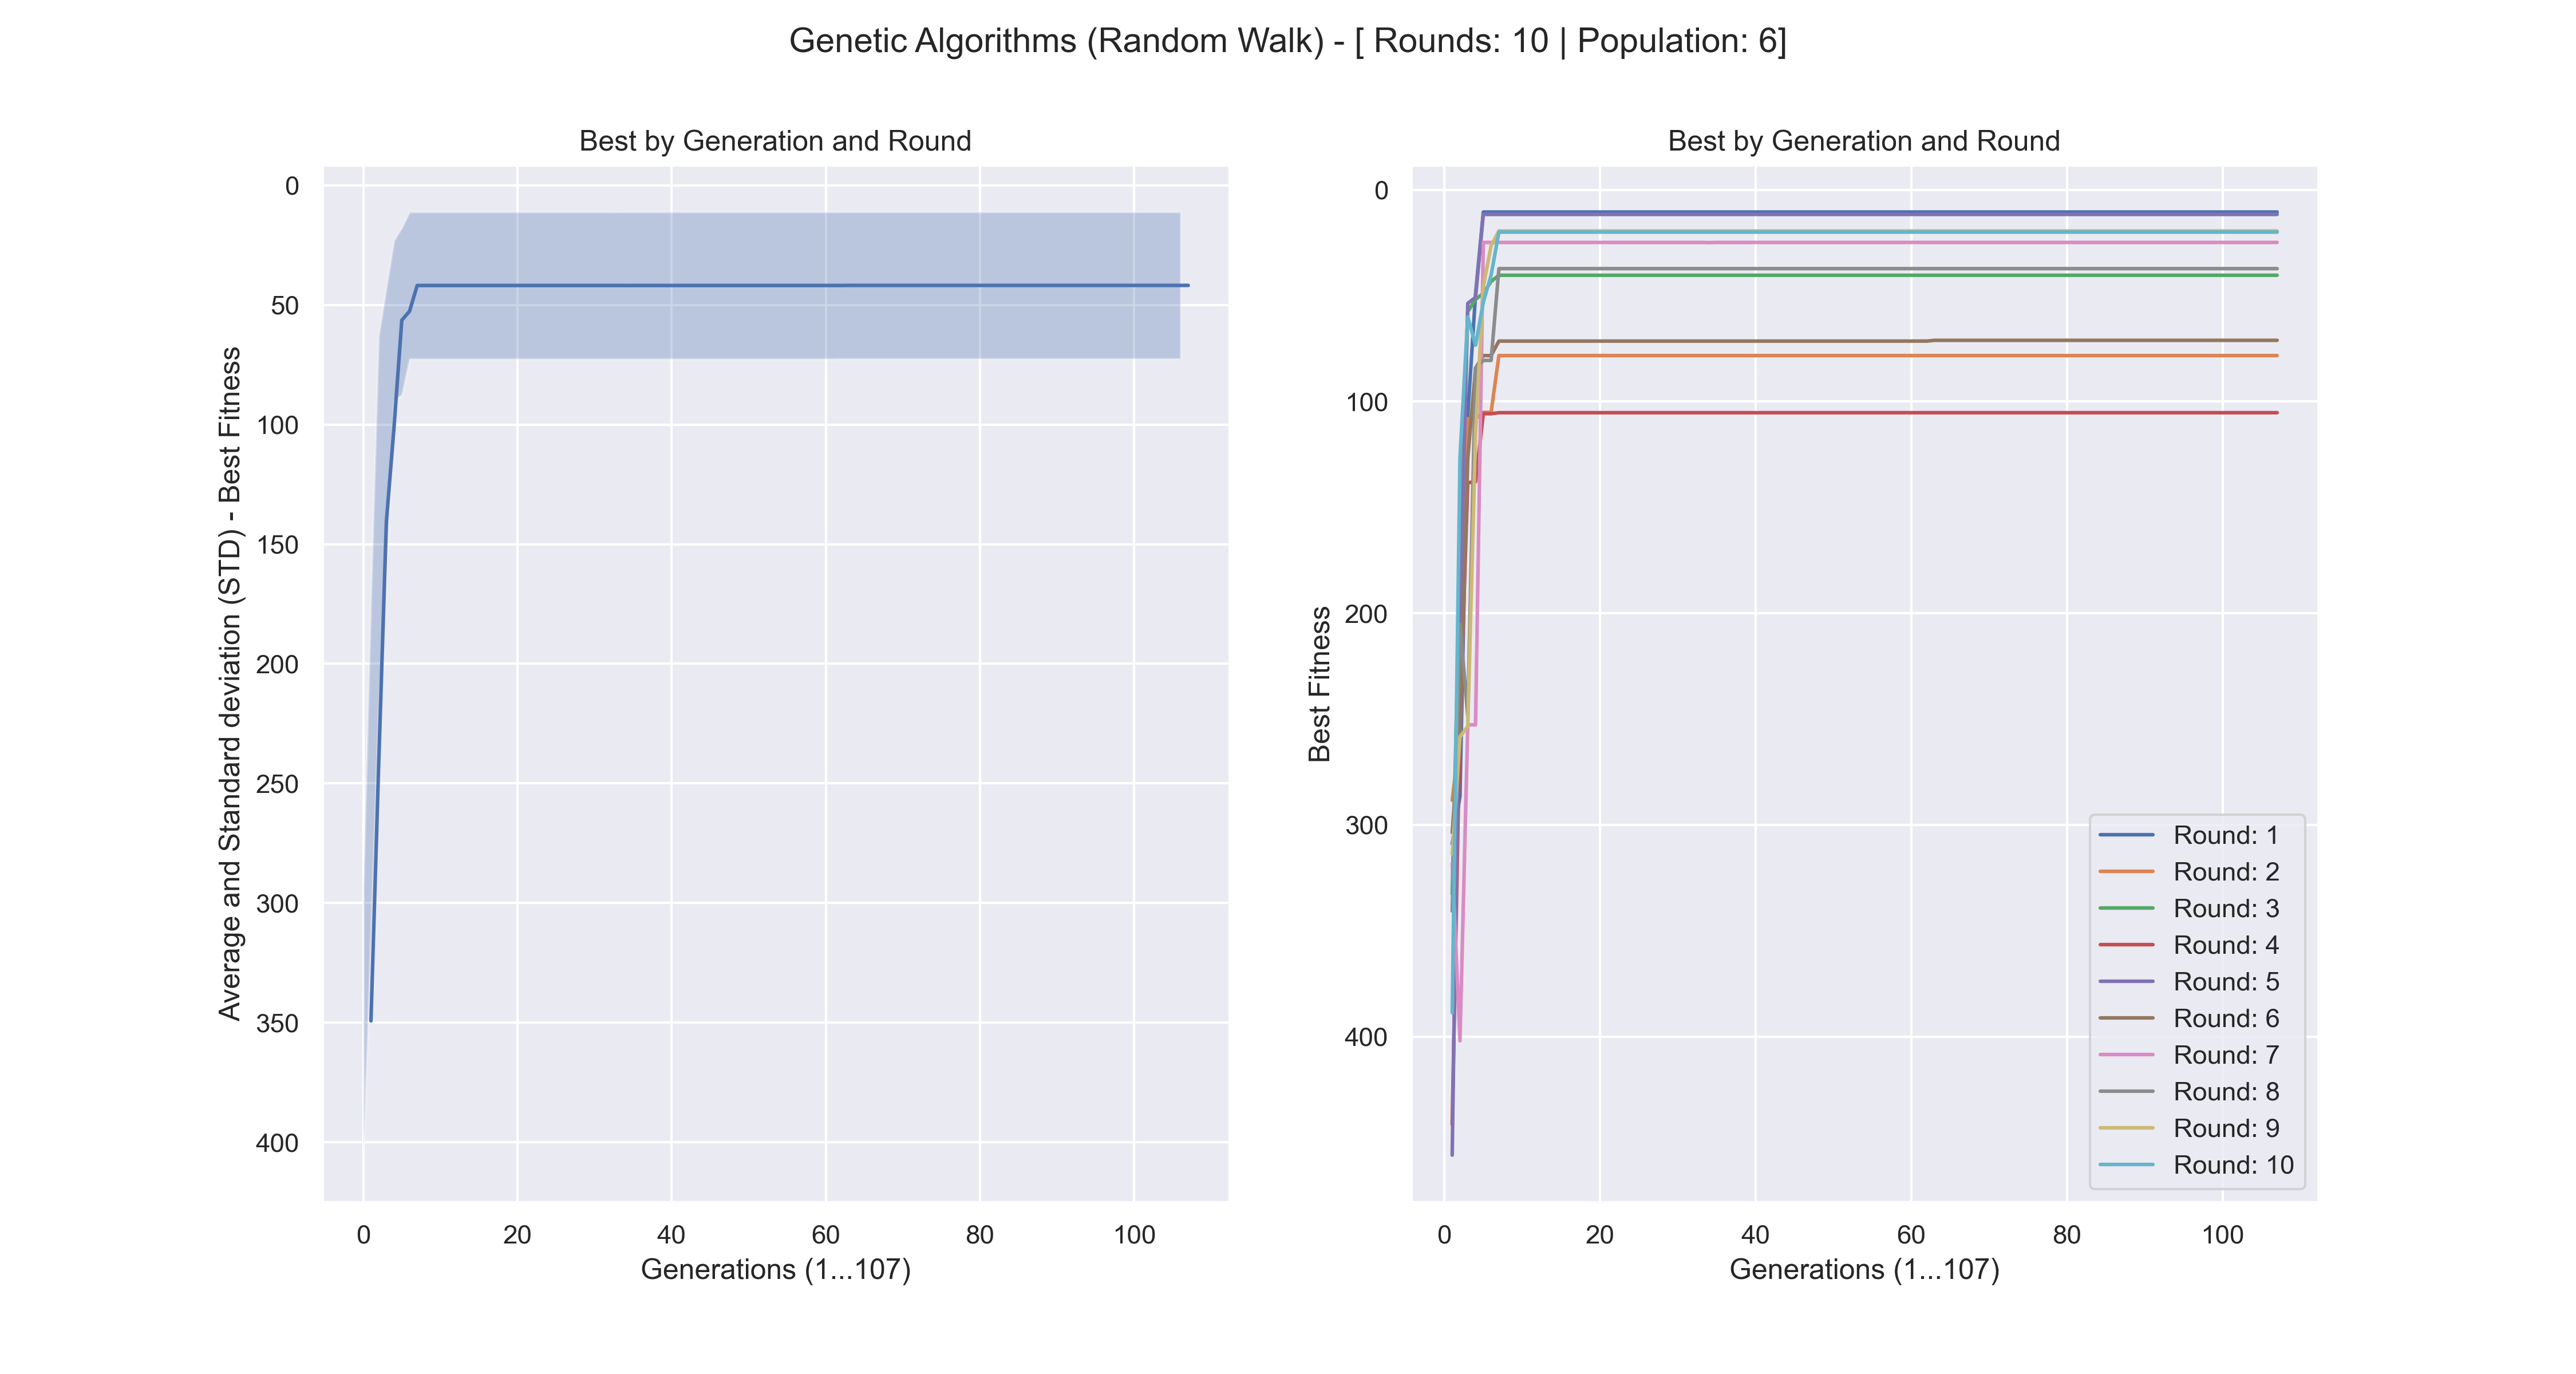 Genetic Algorithms (Random Walk) - [ Rounds: 10 | Population: 6]
Best by Generation and Round
Average and Standard deviation (STD) - Best Fitness
0
50
100
150
200
250
300
350
400
0 20 40 60 80 100
Generations (1...107)
Best by Generation and Round
Best Fitness
0
100
200
300
400
Round: 1
Round: 2
Round: 3
Round: 4
Round: 5
Round: 6
Round: 7
Round: 8
Round: 9
Round: 10
0 20 40 60 80 100
Generations (1...107)